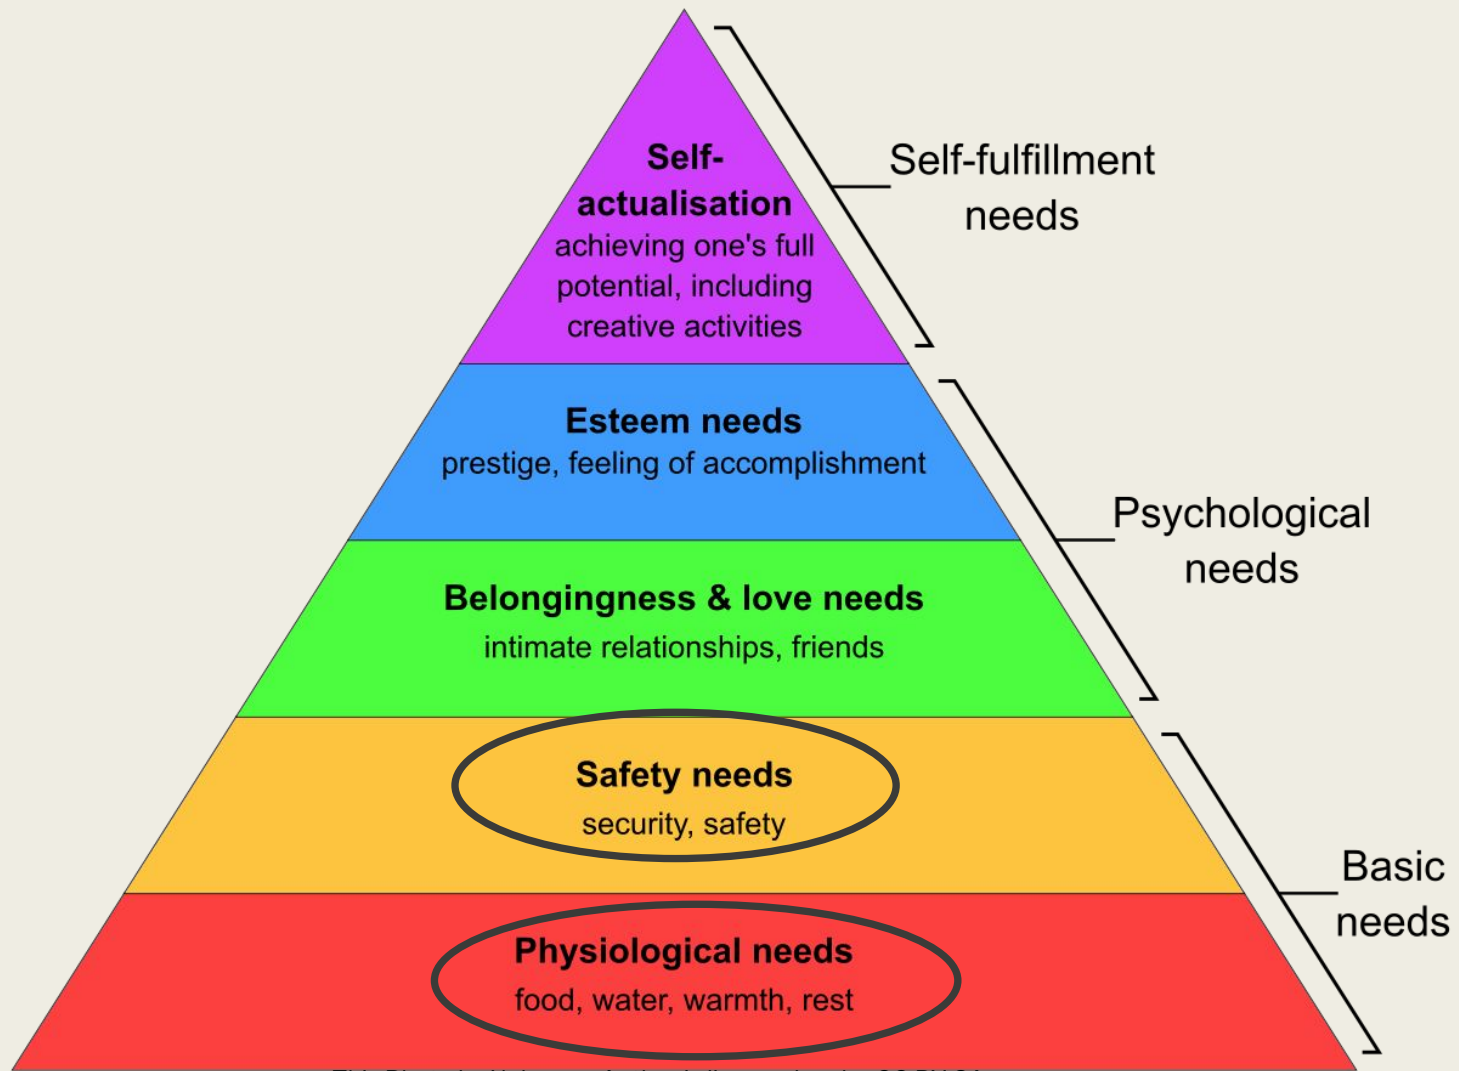 Self-
actualisation
achieving one's full
potential, including
creative activities
Self-fulfillment
needs
Esteem needs
prestige, feeling of accomplishment
Psychological
needs
Belongingness & love needs
intimate relationships, friends
Safety needs
security, safety
Basic
needs
Physiological needs
food, water, warmth, rest